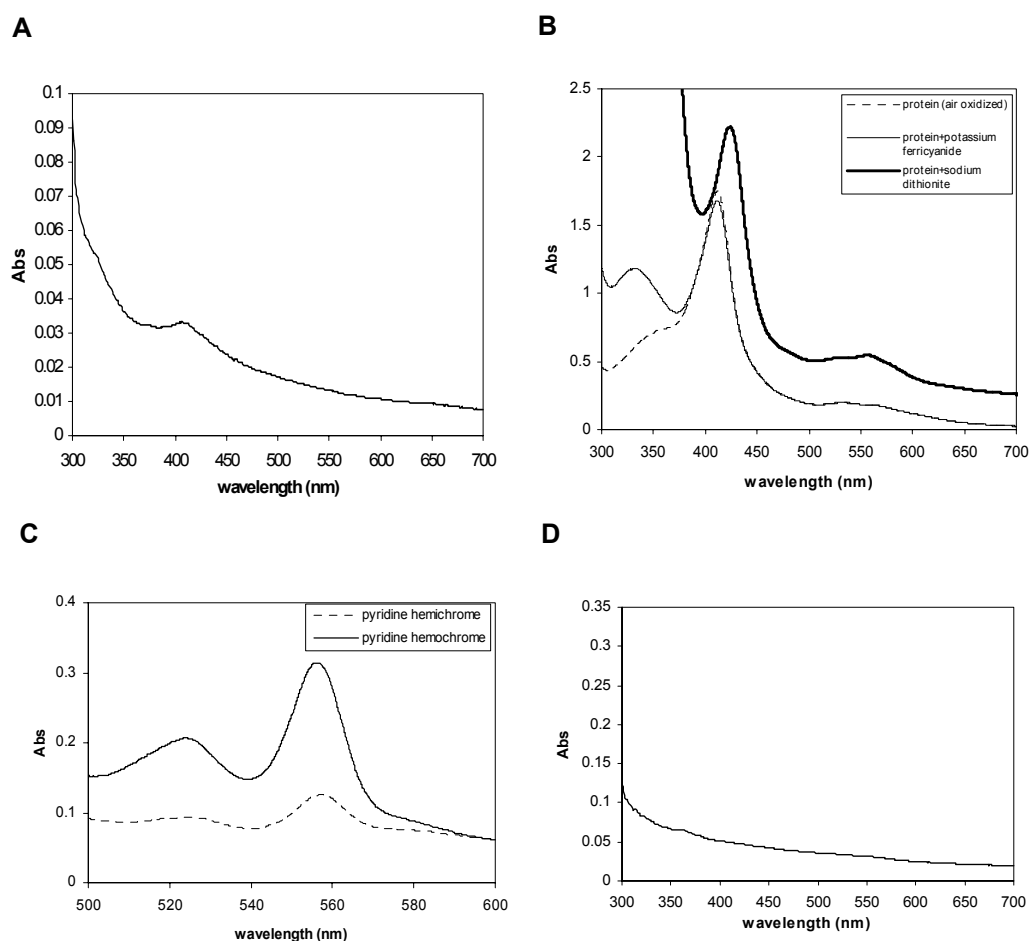 A
0.1
0.09
0.08
0.07
0.06
0.05
0.04
0.03
0.02
0.01
0
Abs
300 350 400 450 500 550 600 650 700
wavelength (nm)
B
2.5
2
1.5
1
0.5
0
Abs
protein (air oxidized)
protein+potassium
ferricyanide
protein+sodium
dithionite
300 350 400 450 500 550 600 650 700
wavelength (nm)
C
0.4
0.3
0.2
0.1
0
Abs
pyridine hemichrome
pyridine hemochrome
500 520 540 560 580 600
wavelength (nm)
D
0.35
0.3
0.25
0.2
0.15
0.1
0.05
0
Abs
300 350 400 450 500 550 600 650 700
wavelength (nm)